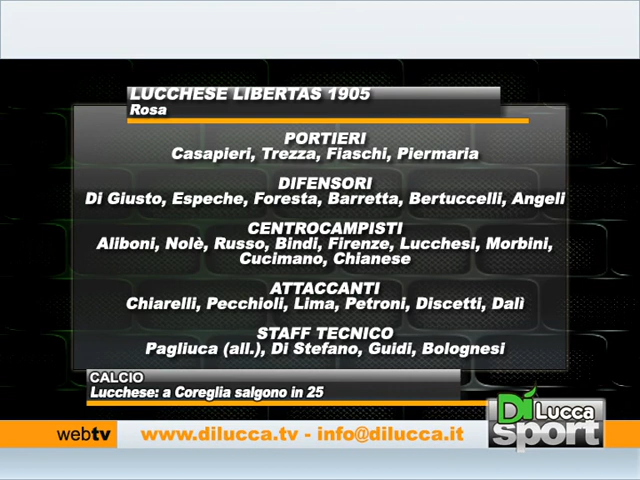 LUCCHESE LIBERTAS 1905
Rosa
PORTIERI
Casapieri, Trezza, Fiaschi, Piermaria
DIFENSORI
Di Giusto, Espeche, Foresta, Barretta, Bertuccelli, Angeli
CENTROCAMPISTI
Aliboni, Nolè, Russo, Bindi, Firenze, Lucchesi, Morbini,
Cucimano, Chianese
ATTACCANTI
Chiarelli, Pecchioli, Lima, Petroni, Discetti, Dalì
STAFF TECNICO
Pagliuca (all.), Di Stefano, Guidi, Bolognesi
CALCIO
Lucchese: a Coreglia salgono in 25
webtv
www.dilucca.tv - info@dilucca.it
Dì Lucca
sport